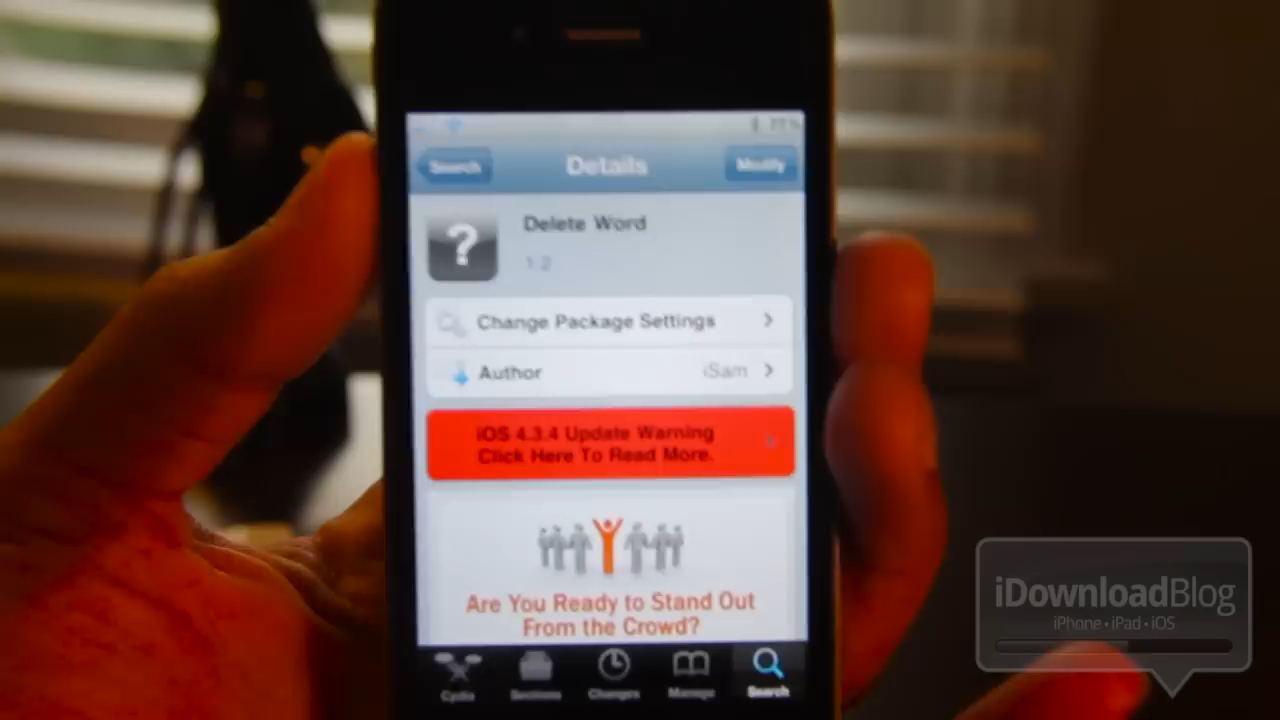 77%
Search
Details
Modify
Delete Word
1.2
Change Package Settings
Author
iSam
iOS 4.3.4 Update Warning
Click Here To Read More.
Are You Ready to Stand Out
From the Crowd?
Cydia
Sections
Changes
Manage
Search
iDownloadBlog
iPhone • iPad • iOS